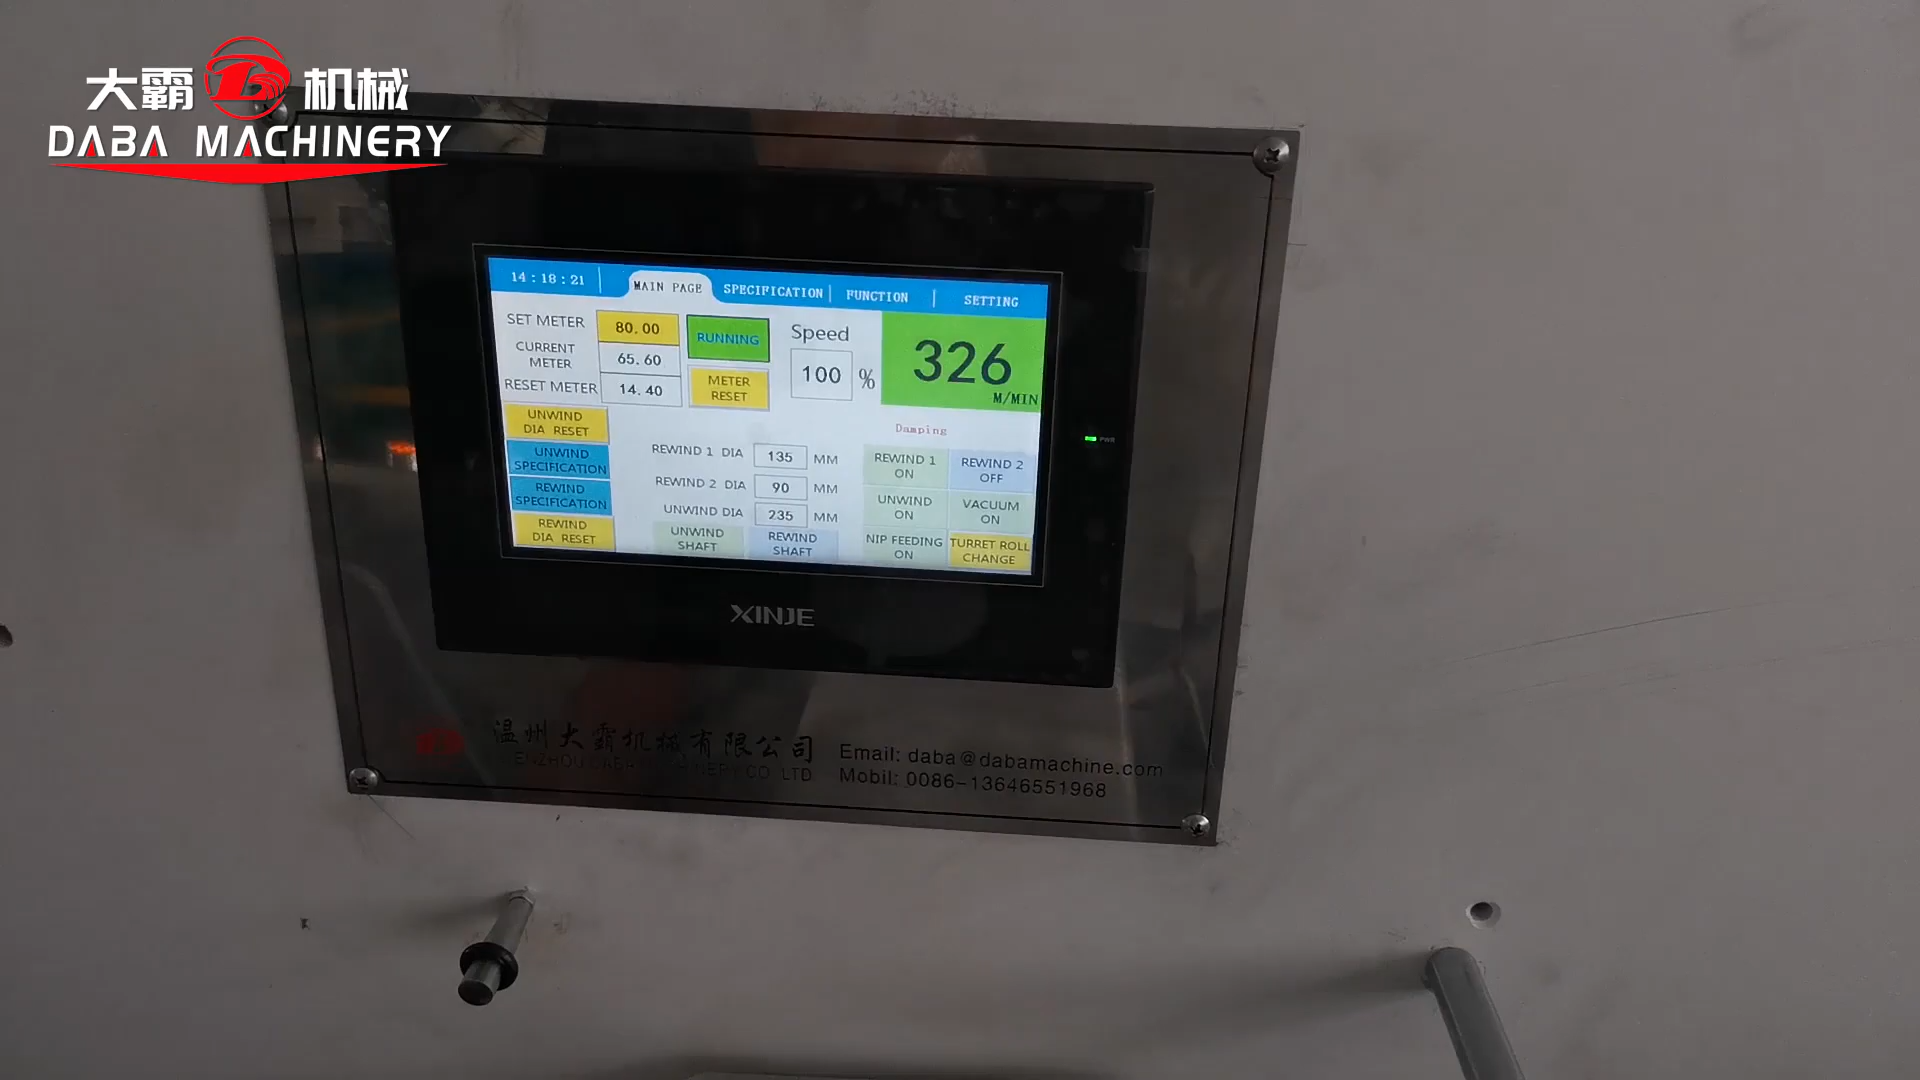 大霸 机械
DABA MACHINERY
14:18:21
MAIN PAGE
SPECIFICATION
FUNCTION
SETTING
SET METER
80.00
RUNNING
Speed
100 %
326
M/MIN
CURRENT
METER
65.60
RESET METER
14.40
METER
RESET
UNWIND
DIA RESET
UNWIND
SPECIFICATION
REWIND
SPECIFICATION
REWIND
DIA RESET
REWIND 1 DIA 135 MM
REWIND 2 DIA 90 MM
UNWIND DIA 235 MM
UNWIND
SHAFT
REWIND
SHAFT
Damping
REWIND 1
ON
REWIND 2
OFF
UNWIND
ON
VACUUM
ON
NIP FEEDING
ON
TURRET ROLL
CHANGE
PWR
XINJE
温州大霸机械有限公司
CO. LTD
Email: daba@dabamachine.com
Mobil: 0086-13646551968